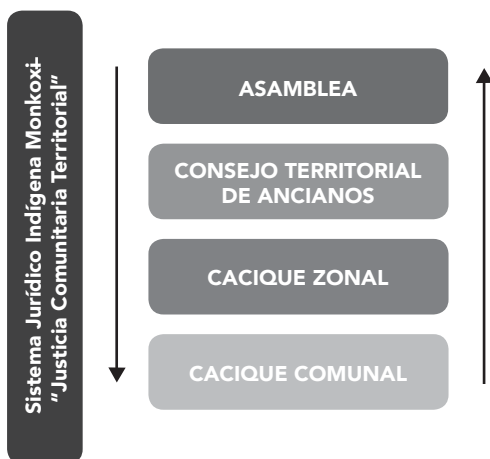 Sistema Jurídico Indígena Monkoxɨ-
"Justicia Comunitaria Territorial"
ASAMBLEA
CONSEJO TERRITORIAL
DE ANCIANOS
CACIQUE ZONAL
CACIQUE COMUNAL